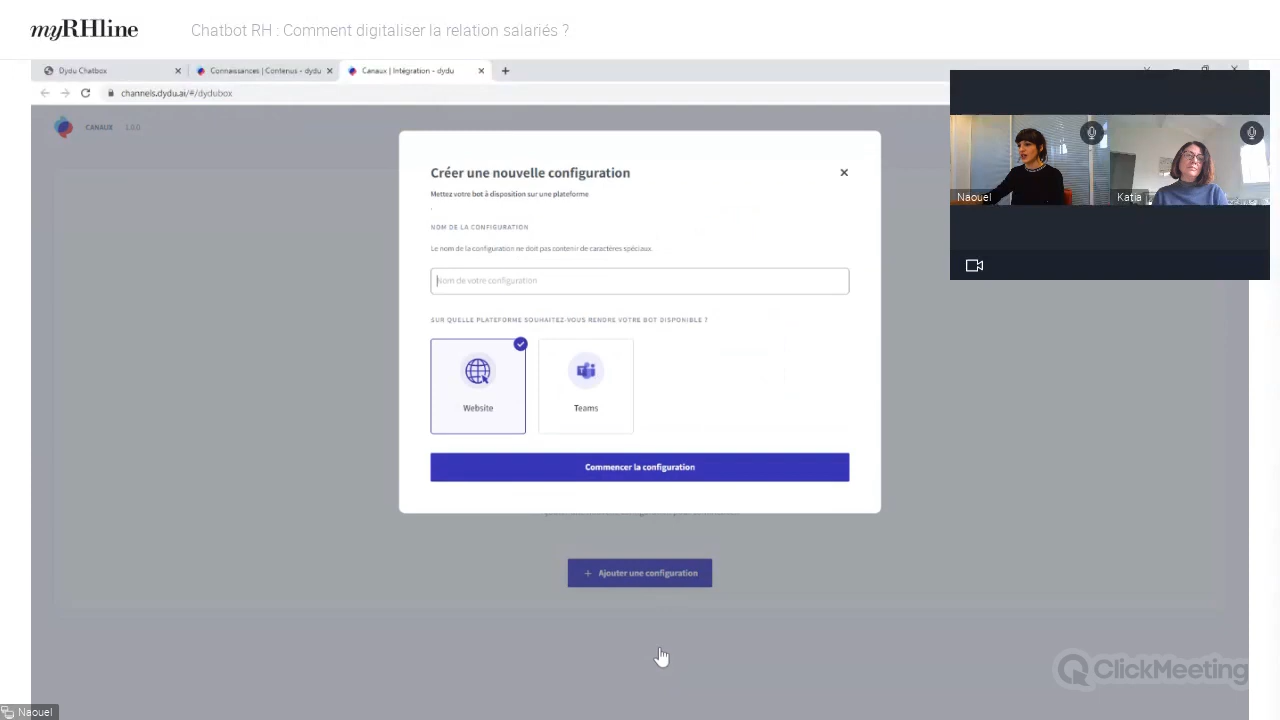 myRHline
Chatbot RH : Comment digitaliser la relation salariés ?
Dydu Chatbox
Connaissances | Contenus - dydu
Canaux | Intégration - dydu
channels.dydu.ai/#/dydubox
CANAUX 1.0.0
Créer une nouvelle configuration
Mettez votre bot à disposition sur une plateforme
.
NOM DE LA CONFIGURATION
Le nom de la configuration ne doit pas contenir de caractères spéciaux.
Nom de votre configuration
SUR QUELLE PLATEFORME SOUHAITEZ-VOUS RENDRE VOTRE BOT DISPONIBLE ?
Website
Teams
Commencer la configuration
+ Ajouter une configuration
Naouel
Katia
ClickMeeting
Naouel